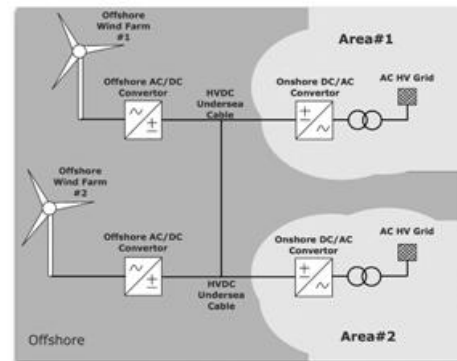 Offshore
Wind Farm
#1
Area#1
Offshore AC/DC
Convertor
HVDC
Undersea
Cable
Onshore DC/AC
Convertor
AC HV Grid
Offshore
Wind Farm
#2
Offshore AC/DC
Convertor
Onshore DC/AC
Convertor
AC HV Grid
HVDC
Undersea
Cable
Offshore
Area#2